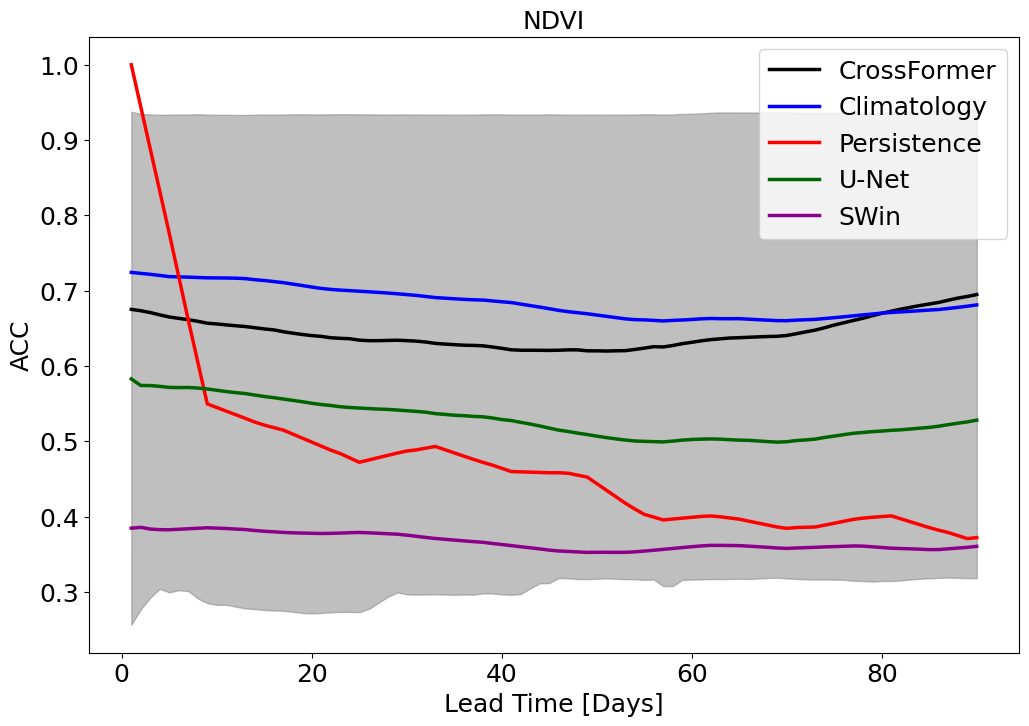 NDVI
ACC
1.0
0.9
0.8
0.7
0.6
0.5
0.4
0.3
CrossFormer
Climatology
Persistence
U-Net
SWin
0 20 40 60 80
Lead Time [Days]